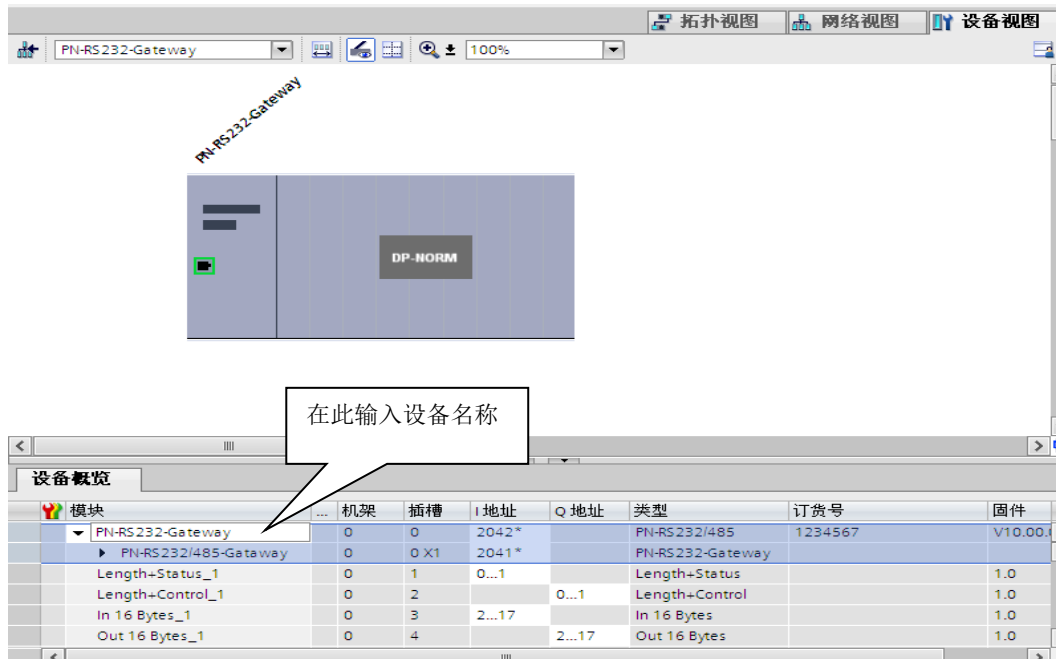 拓扑视图 网络视图 设备视图
PN-RS232-Gateway 100%
PN-RS232-Gateway
DP-NORM
在此输入设备名称
设备概览
模块 ... 机架 插槽 I地址 Q地址 类型 订货号 固件
PN-RS232-Gateway 0 0 2042* PN-RS232/485 1234567 V10.00.
PN-RS232/485-Gataway 0 0 X1 2041* PN-RS232-Gateway
Length+Status_1 0 1 0...1 Length+Status 1.0
Length+Control_1 0 2 0...1 Length+Control 1.0
In 16 Bytes_1 0 3 2...17 In 16 Bytes 1.0
Out 16 Bytes_1 0 4 2...17 Out 16 Bytes 1.0